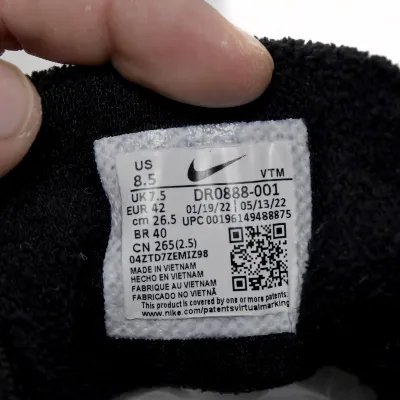 US
8.5 VTM
UK 7.5 DR0888-001
EUR 42 01/19/22 | 05/13/22
cm 26.5 UPC 00196149488875
BR 40
CN 265(2.5)
04ZTD7ZEMIZ98
MADE IN VIETNAM
HECHO EN VIETNAM
FABRIQUE AU VIETNAM
FABRICADO NO VIETNÃ
This product is covered by one or more patents:
www.nike.com/patentsvirtualmarking